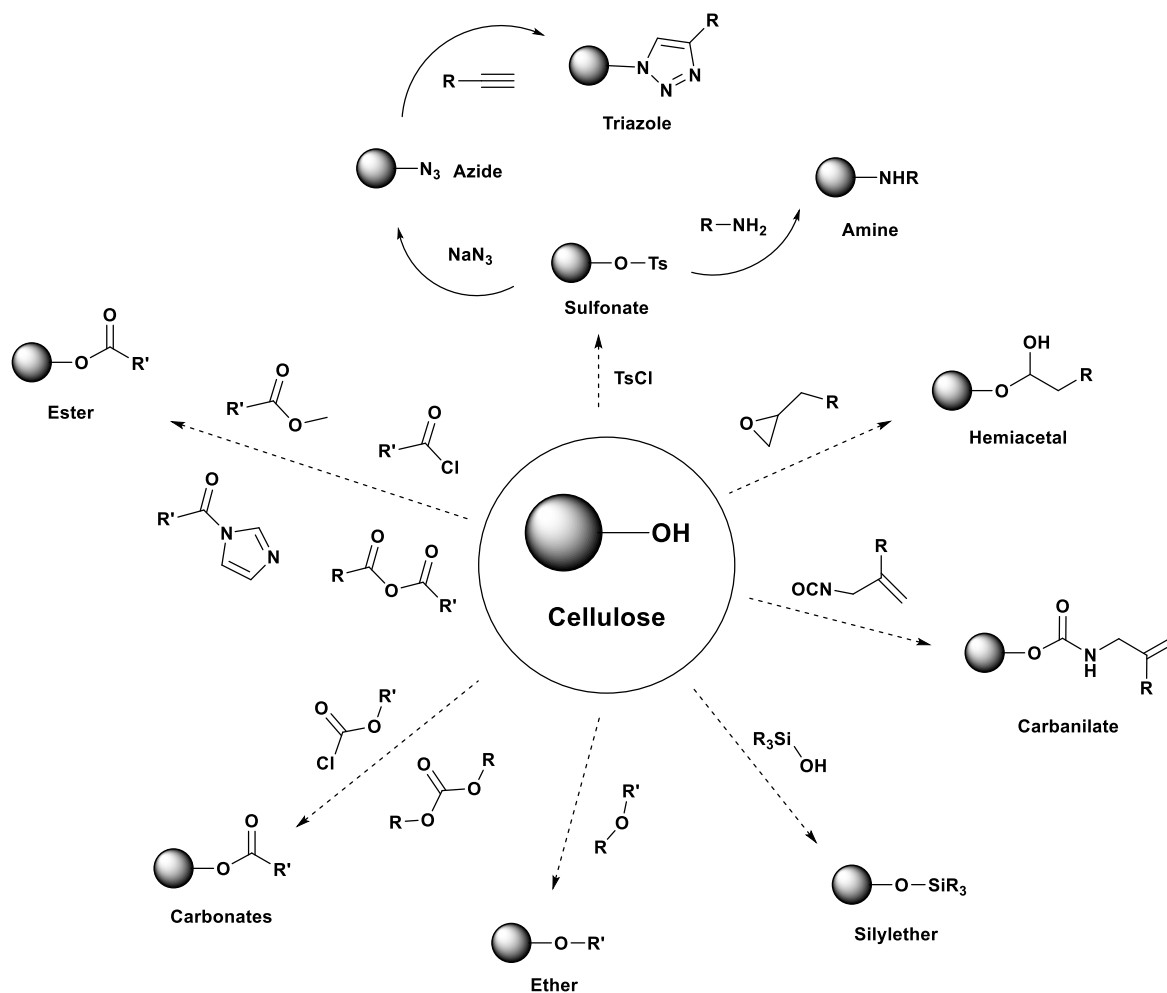 R
N
N
N
R
Triazole
N3 Azide
NHR
Amine
R NH2
NaN3
O Ts
Sulfonate
TsCl
O
O R'
Ester
O
R' O
O
R' Cl
O
R' N
N
O O
R O R'
OH
O R
Hemiacetal
O R
OH
Cellulose
R
OCN
O
O N
H
R
Carbanilate
R3Si
OH
O SiR3
Silylether
R'
O O
Cl
R
O O
R O
O
O R'
Carbonates
R'
O
R
O R'
Ether